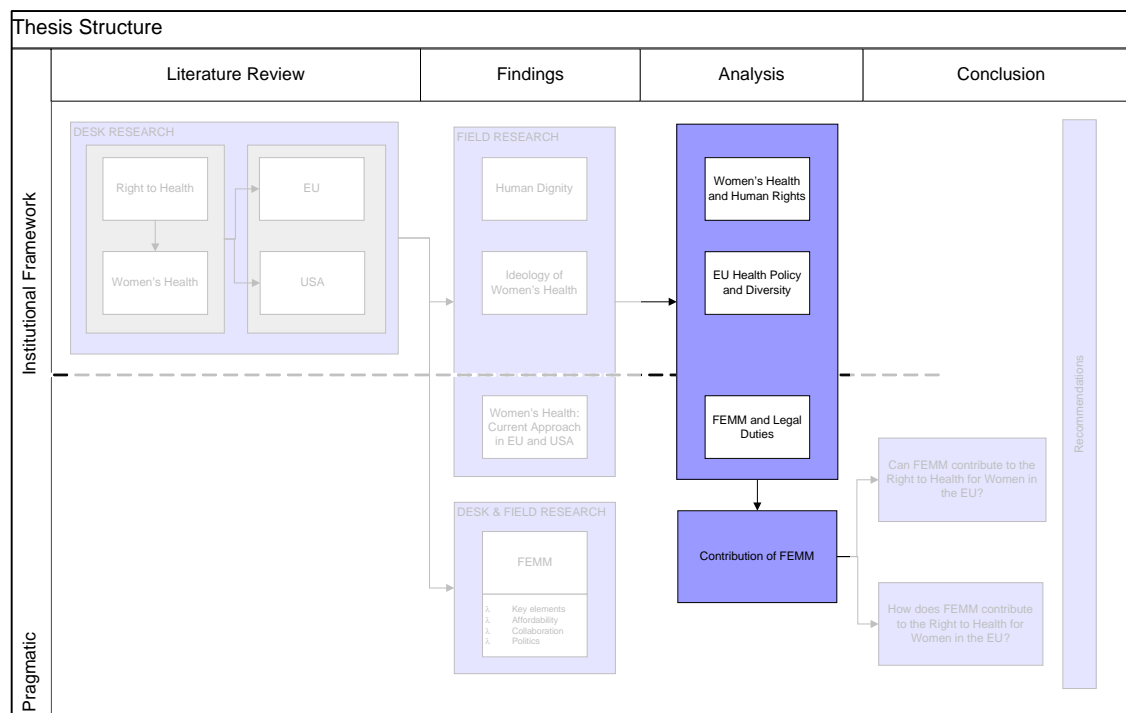 Thesis Structure
Literature Review
Findings
Analysis
Conclusion
Institutional Framework
Pragmatic
DESK RESEARCH
Right to Health
Women's Health
EU
USA
FIELD RESEARCH
Human Dignity
Ideology of
Women's Health
Women's Health:
Current Approach
in EU and USA
DESK & FIELD RESEARCH
FEMM
λ. Key elements
λ. Affordability
λ. Collaboration
λ. Politics
Women's Health
and Human Rights
EU Health Policy
and Diversity
FEMM and Legal
Duties
Contribution of FEMM
Can FEMM contribute to the
Right to Health for Women in
the EU?
How does FEMM contribute
to the Right to Health for
Women in the EU?
Recommendations